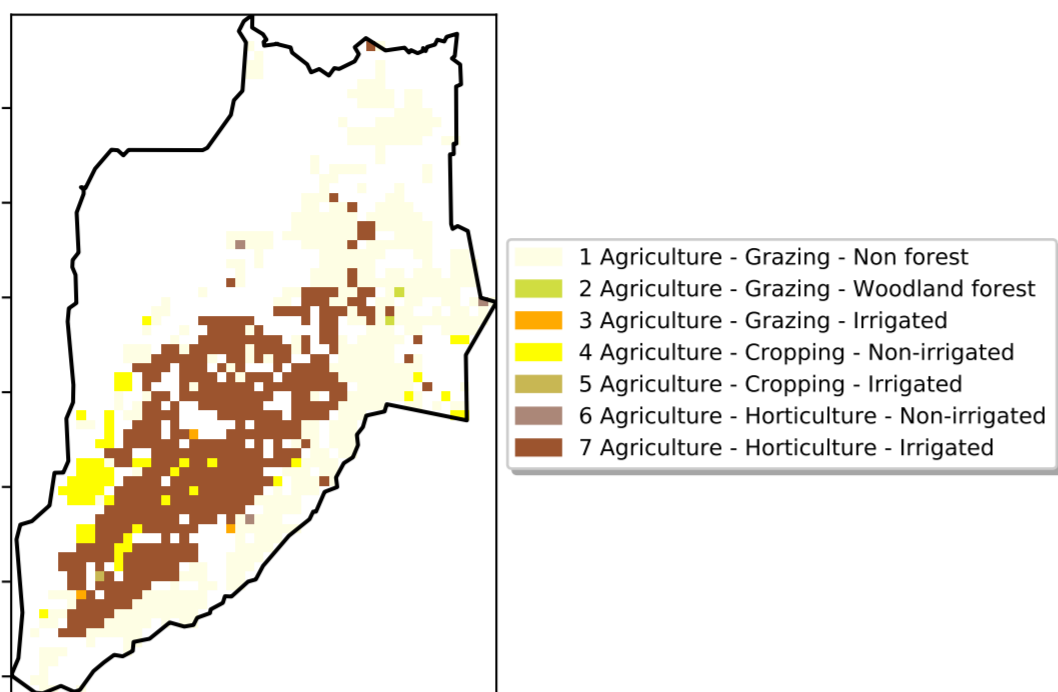 1 Agriculture - Grazing - Non forest
2 Agriculture - Grazing - Woodland forest
3 Agriculture - Grazing - Irrigated
4 Agriculture - Cropping - Non-irrigated
5 Agriculture - Cropping - Irrigated
6 Agriculture - Horticulture - Non-irrigated
7 Agriculture - Horticulture - Irrigated